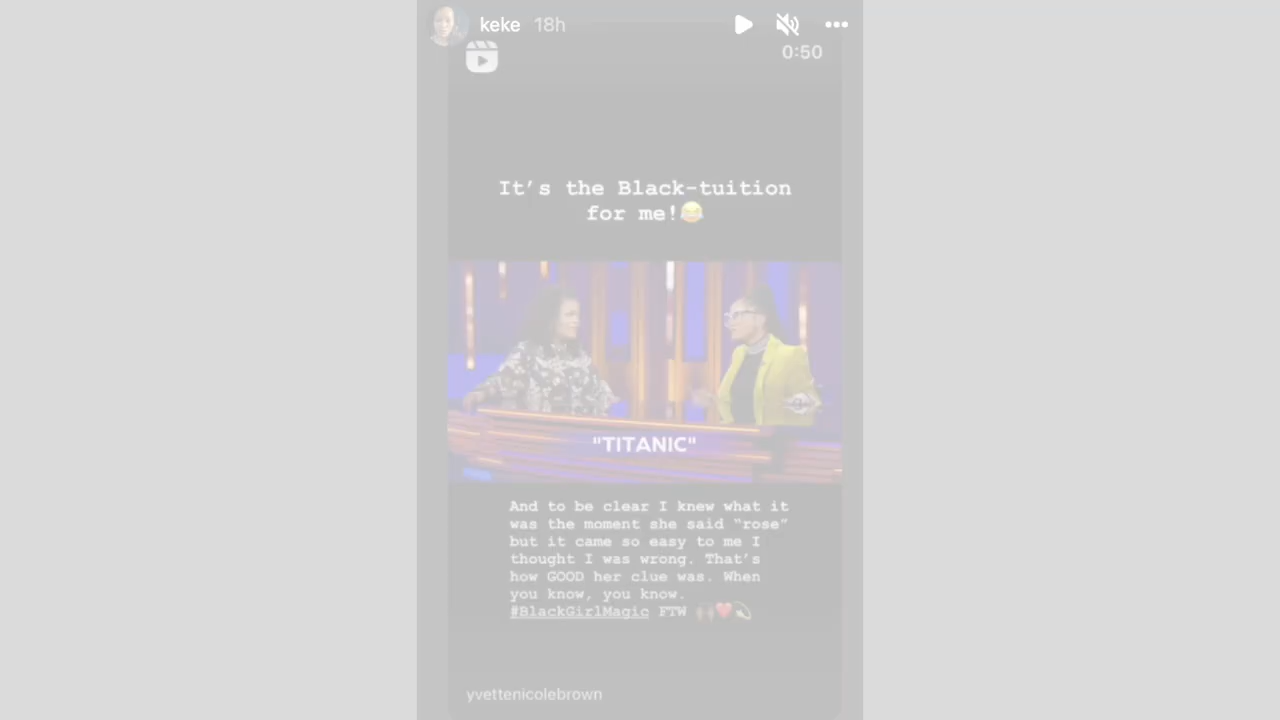 keke 18h
0:50
It’s the Black-tuition
for me!😂
"TITANIC"
And to be clear I knew what it
was the moment she said “rose”
but it came so easy to me I
thought I was wrong. That’s
how GOOD her clue was. When
you know, you know.
#BlackGirlMagic FTW 👯🏾‍♀️❤️💫
yvettenicolebrown